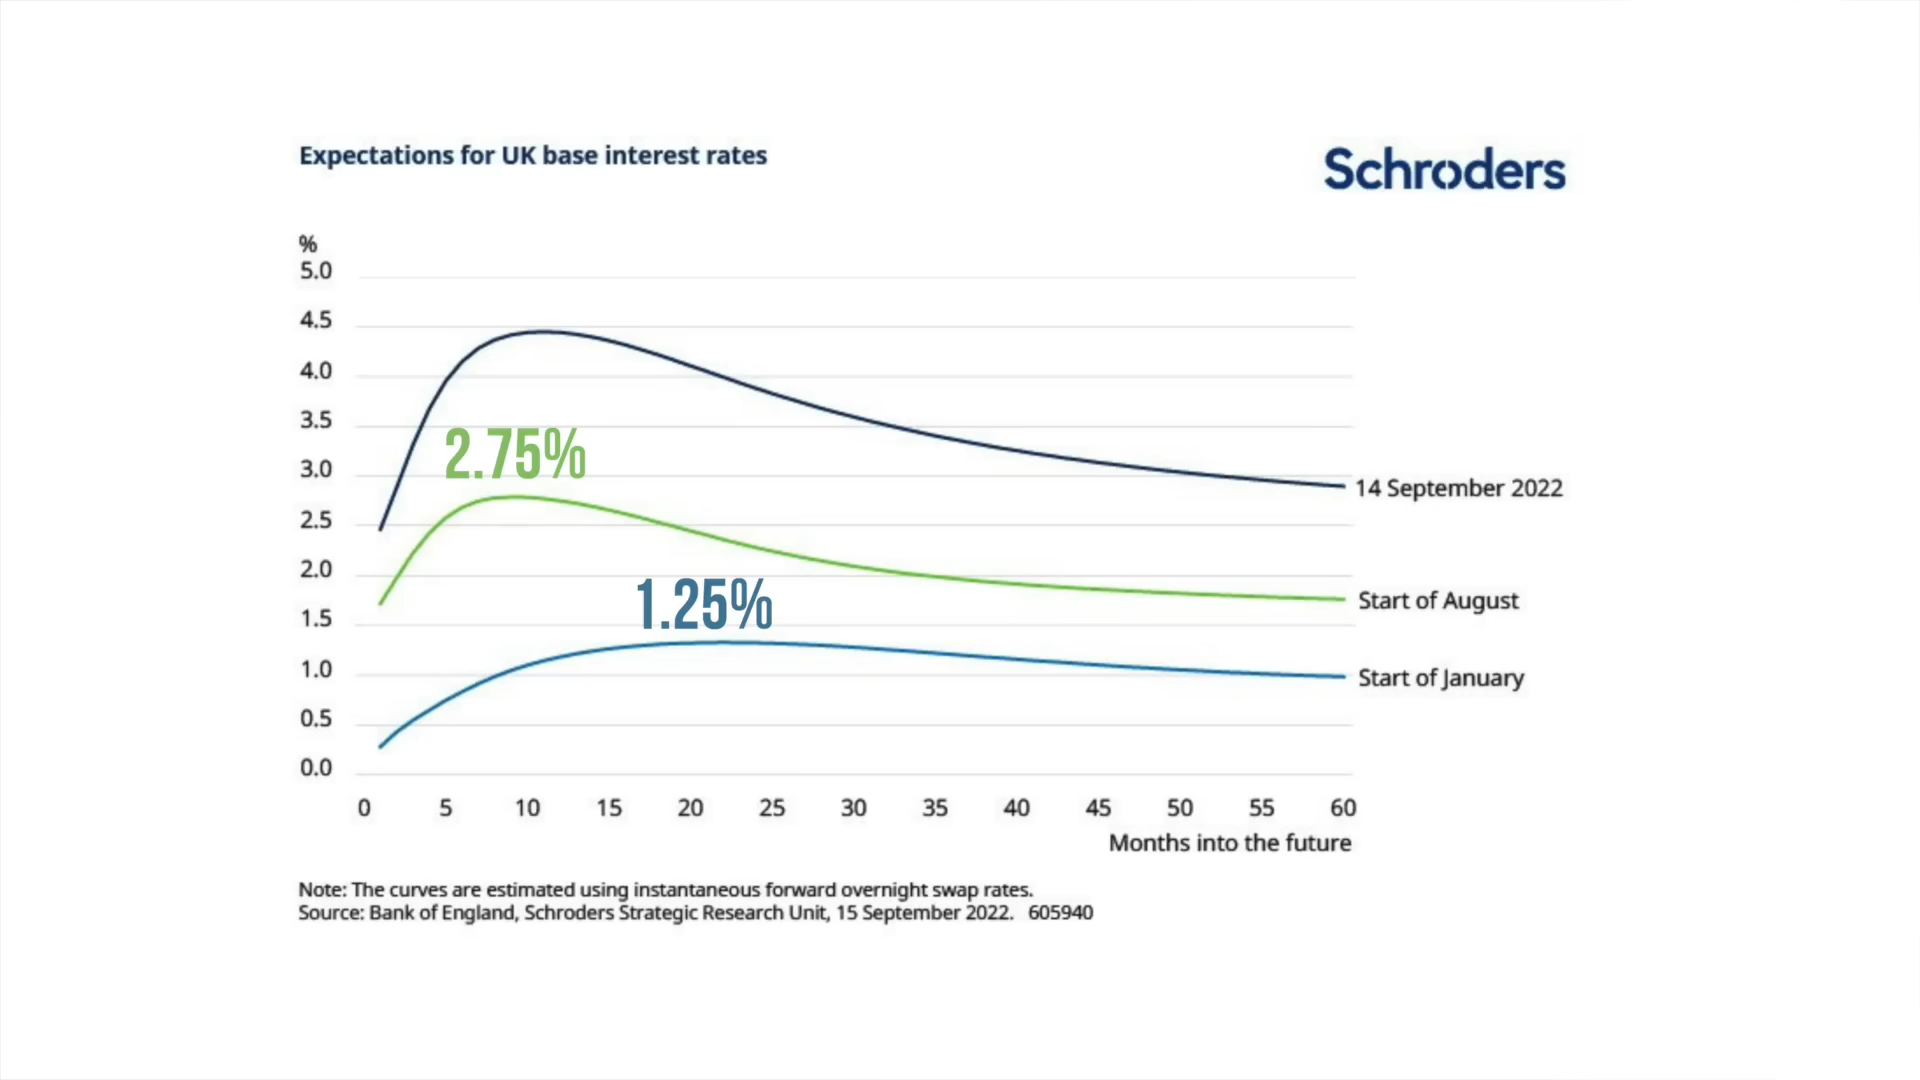 Expectations for UK base interest rates
Schroders
%
5.0
4.5
4.0
3.5
3.0
2.5
2.0
1.5
1.0
0.5
0.0
2.75%
1.25%
14 September 2022
Start of August
Start of January
0 5 10 15 20 25 30 35 40 45 50 55 60
Months into the future
Note: The curves are estimated using instantaneous forward overnight swap rates.
Source: Bank of England, Schroders Strategic Research Unit, 15 September 2022. 605940